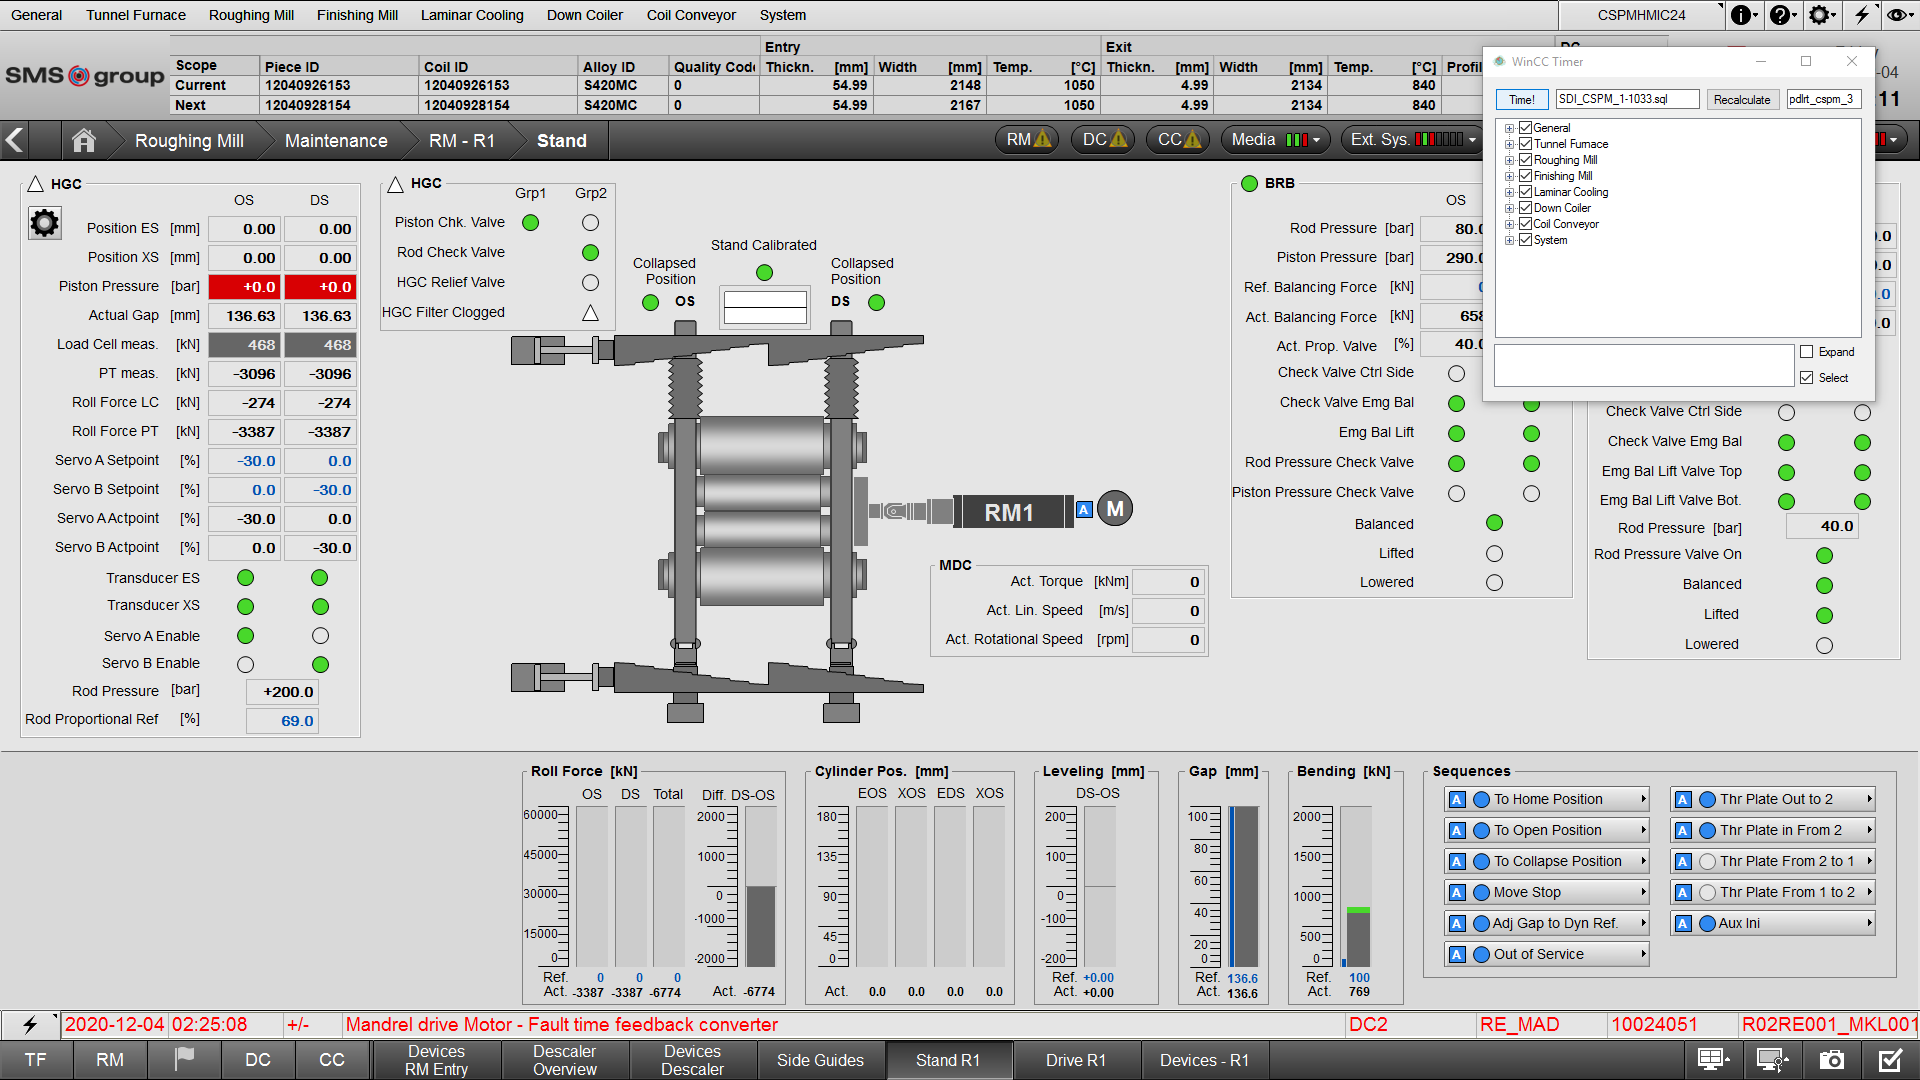 General Tunnel Furnace Roughing Mill Finishing Mill Laminar Cooling Down Coiler Coil Conveyor System CSPMHMIC24
SMS group
Entry Exit
Scope Piece ID Coil ID Alloy ID Quality Code Thickn. [mm] Width [mm] Temp. [°C] Thickn. [mm] Width [mm] Temp. [°C]
Current 12040926153 12040926153 S420MC 0 54.99 2148 1050 4.99 2134 840
Next 12040928154 12040928154 S420MC 0 54.99 2167 1050 4.99 2134 840
Roughing Mill Maintenance RM - R1 Stand RM DC CC Media Ext. Sys.
WinCC Timer
Time! SDI_CSPM_1-1033.sql Recalculate pdlrt_cspm_3
General
Tunnel Furnace
Roughing Mill
Finishing Mill
Laminar Cooling
Down Coiler
Coil Conveyor
System
Expand
Select
HGC
OS DS
Position ES [mm] 0.00 0.00
Position XS [mm] 0.00 0.00
Piston Pressure [bar] +0.0 +0.0
Actual Gap [mm] 136.63 136.63
Load Cell meas. [kN] 468 468
PT meas. [kN] -3096 -3096
Roll Force LC [kN] -274 -274
Roll Force PT [kN] -3387 -3387
Servo A Setpoint [%] -30.0 0.0
Servo B Setpoint [%] 0.0 -30.0
Servo A Actpoint [%] -30.0 0.0
Servo B Actpoint [%] 0.0 -30.0
Transducer ES
Transducer XS
Servo A Enable
Servo B Enable
Rod Pressure [bar] +200.0
Rod Proportional Ref [%] 69.0
HGC
Grp1 Grp2
Piston Chk. Valve
Rod Check Valve
HGC Relief Valve
HGC Filter Clogged
Stand Calibrated
Collapsed Position OS
Collapsed Position DS
RM1 A M
MDC
Act. Torque [kNm] 0
Act. Lin. Speed [m/s] 0
Act. Rotational Speed [rpm] 0
BRB
OS
Rod Pressure [bar] 80.0
Piston Pressure [bar] 290.0
Ref. Balancing Force [kN]
Act. Balancing Force [kN] 658
Act. Prop. Valve [%] 40.0
Check Valve Ctrl Side
Check Valve Emg Bal
Emg Bal Lift
Rod Pressure Check Valve
Piston Pressure Check Valve
Balanced
Lifted
Lowered
Check Valve Ctrl Side
Check Valve Emg Bal
Emg Bal Lift Valve Top
Emg Bal Lift Valve Bot.
Rod Pressure [bar] 40.0
Rod Pressure Valve On
Balanced
Lifted
Lowered
Roll Force [kN]
OS DS Total Diff. DS-OS
60000 45000 30000 15000 0
2000 1000 0 -1000 -2000
Ref. 0 0 0
Act. -3387 -3387 -6774 Act. -6774
Cylinder Pos. [mm]
EOS XOS EDS XOS
180 135 90 45 0
Act. 0.0 0.0 0.0 0.0
Leveling [mm]
DS-OS
200 100 0 -100 -200
Ref. +0.00
Act. +0.00
Gap [mm]
100 80 60 40 20 0
Ref. 136.6
Act. 136.6
Bending [kN]
2000 1500 1000 500 0
Ref. 100
Act. 769
Sequences
A To Home Position A Thr Plate Out to 2
A To Open Position A Thr Plate in From 2
A To Collapse Position A Thr Plate From 2 to 1
A Move Stop A Thr Plate From 1 to 2
A Adj Gap to Dyn Ref. A Aux Ini
A Out of Service
2020-12-04 02:25:08 +/- Mandrel drive Motor - Fault time feedback converter DC2 RE_MAD 10024051 R02RE001_MKL001
TF RM DC CC Devices RM Entry Descaler Overview Devices Descaler Side Guides Stand R1 Drive R1 Devices - R1